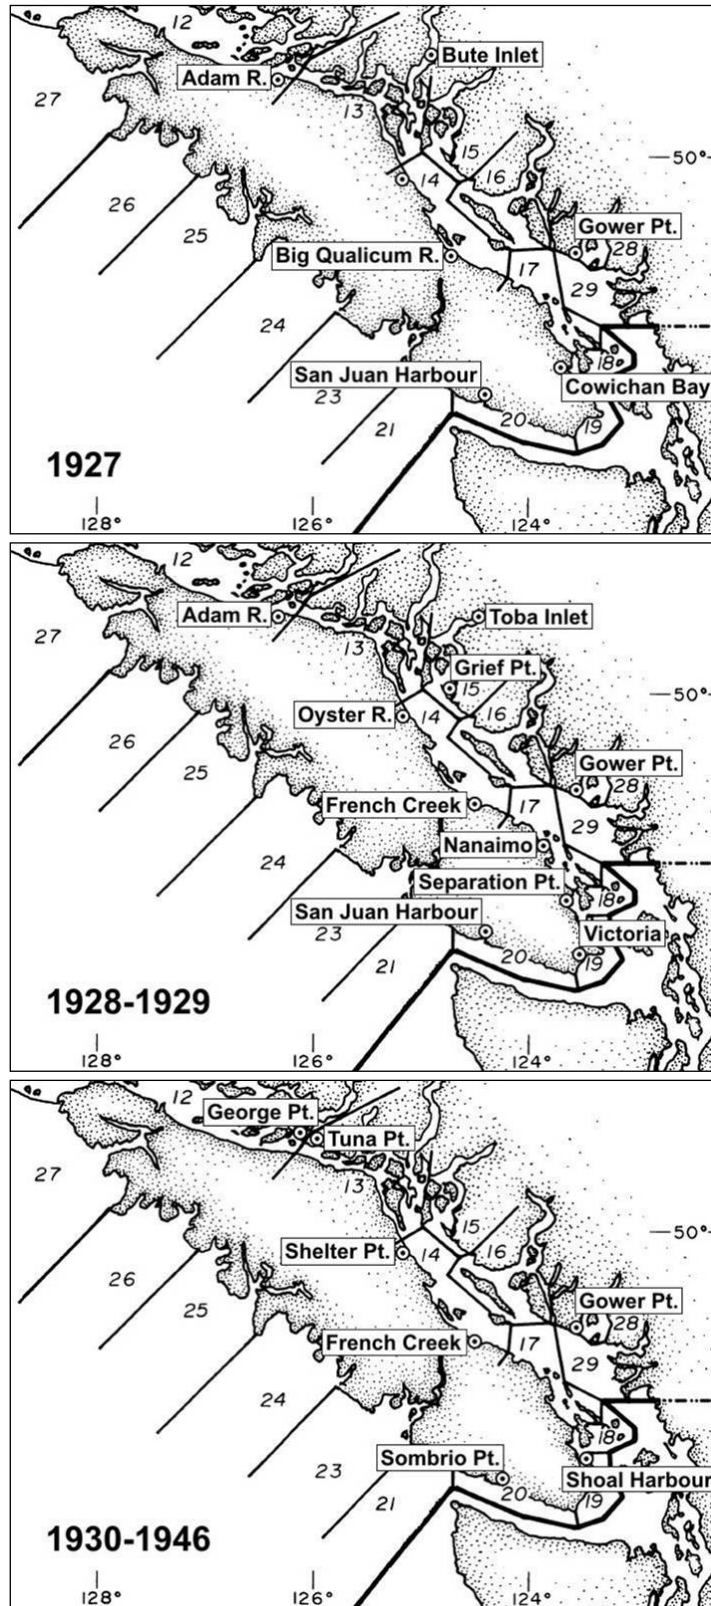 12
Bute Inlet
Adam R.
27
13
15
50°
16
14
26
25
Gower Pt.
28
Big Qualicum R.
17
29
24
San Juan Harbour
18
23
Cowichan Bay
21
20
19
1927
128°
126°
124°
12
Adam R.
Toba Inlet
27
13
Grief Pt.
15
50°
Oyster R.
14
16
26
25
Gower Pt.
28
French Creek
17
29
Nanaimo
24
Separation Pt.
18
San Juan Harbour
23
Victoria
21
20
19
1928-1929
128°
126°
124°
12
George Pt.
Tuna Pt.
27
13
15
50°
Shelter Pt.
14
16
26
25
Gower Pt.
28
French Creek
17
29
24
18
Sombrio Pt.
23
Shoal Harbour
21
20
19
1930-1946
128°
126°
124°